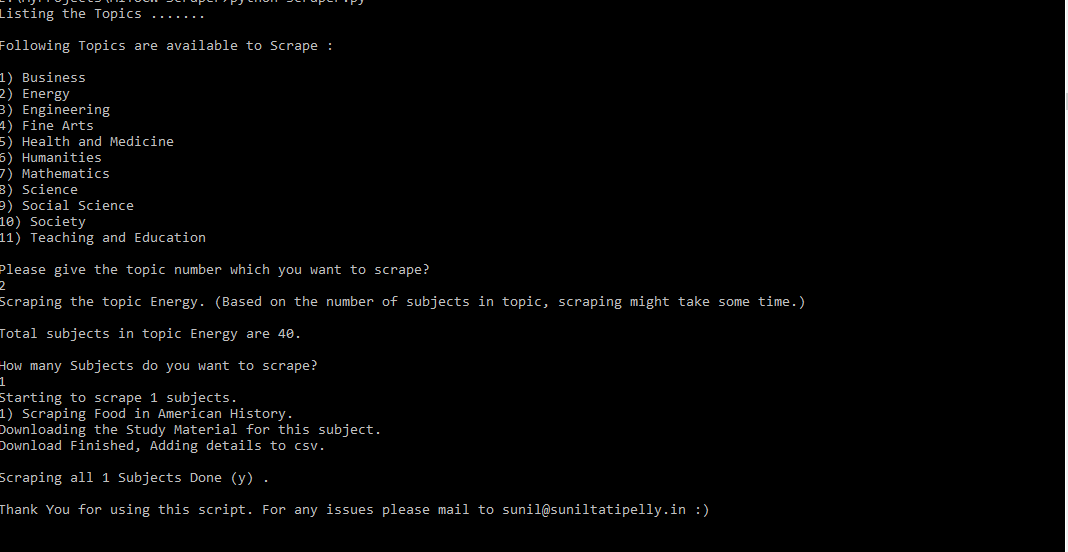 Listing the Topics .......
Following Topics are available to Scrape :
1) Business
2) Energy
3) Engineering
4) Fine Arts
5) Health and Medicine
6) Humanities
7) Mathematics
8) Science
9) Social Science
10) Society
11) Teaching and Education
Please give the topic number which you want to scrape?
2
Scraping the topic Energy. (Based on the number of subjects in topic, scraping might take some time.)
Total subjects in topic Energy are 40.
How many Subjects do you want to scrape?
1
Starting to scrape 1 subjects.
1) Scraping Food in American History.
Downloading the Study Material for this subject.
Download Finished, Adding details to csv.
Scraping all 1 Subjects Done (y) .
Thank You for using this script. For any issues please mail to sunil@suniltatipelly.in :)